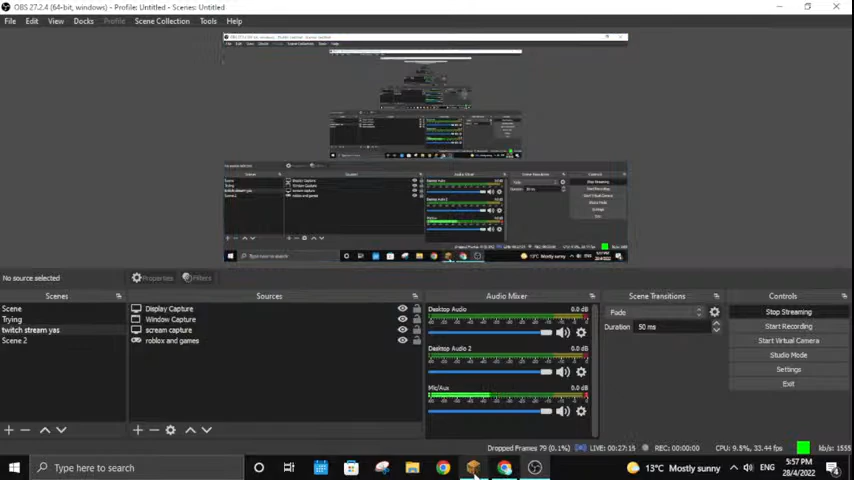 OBS 27.2.4 (64-bit, windows) - Profile: Untitled - Scenes: Untitled
File Edit View Docks Profile Scene Collection Tools Help
No source selected
Properties
Filters
Scenes
Scene
Trying
twitch stream yas
Scene 2
Sources
Display Capture
Window Capture
scream capture
roblox and games
Audio Mixer
Desktop Audio 0.0 dB
Desktop Audio 2 0.0 dB
Mic/Aux 0.0 dB
Scene Transitions
Fade
Duration 50 ms
Controls
Stop Streaming
Start Recording
Start Virtual Camera
Studio Mode
Settings
Exit
Dropped Frames 79 (0.1%) LIVE: 00:27:15 REC: 00:00:00 CPU: 9.5%, 33.44 fps kb/s: 1555
Type here to search
13°C Mostly sunny
ENG
5:57 PM
28/4/2022
4